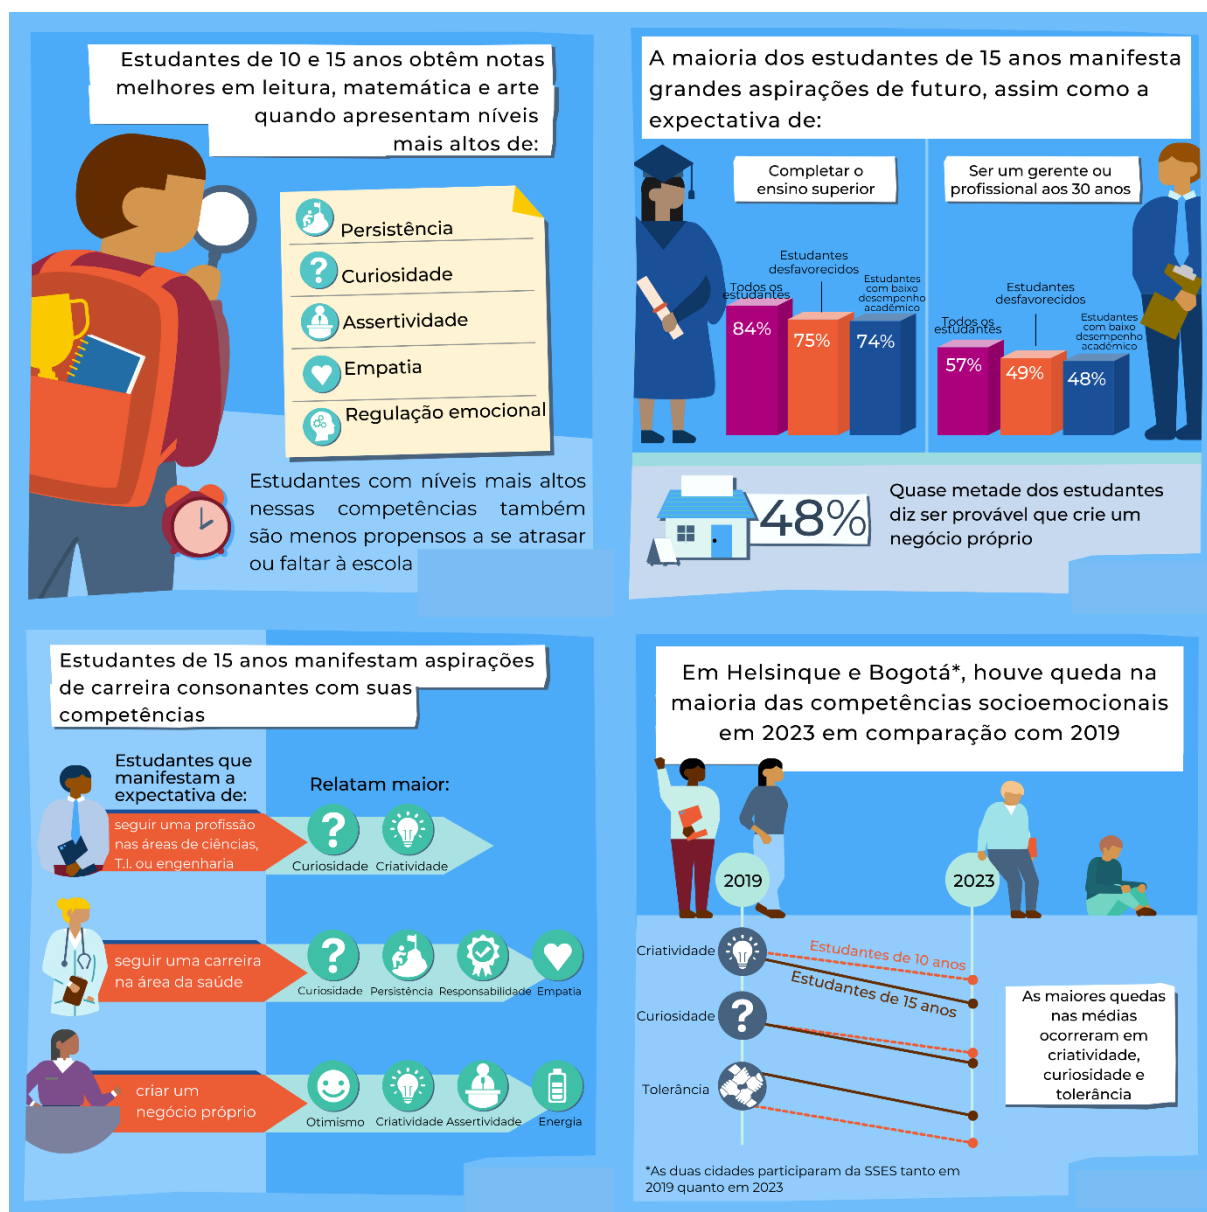 Estudantes de 10 e 15 anos obtêm notas
melhores em leitura, matemática e arte
quando apresentam níveis
mais altos de:
Persistência
Curiosidade
Assertividade
Empatia
Regulação emocional
Estudantes com níveis mais altos
nessas competências também
são menos propensos a se atrasar
ou faltar à escola
A maioria dos estudantes de 15 anos manifesta
grandes aspirações de futuro, assim como a
expectativa de:
Completar o
ensino superior
Todos os
estudantes
Estudantes
desfavorecidos
Estudantes
com baixo
desempenho
acadêmico
84%
75%
74%
Ser um gerente ou
profissional aos 30 anos
Todos os
estudantes
Estudantes
desfavorecidos
Estudantes
com baixo
desempenho
acadêmico
57%
49%
48%
48%
Quase metade dos estudantes
diz ser provável que crie um
negócio próprio
Estudantes de 15 anos manifestam aspirações
de carreira consonantes com suas
competências
Estudantes que
manifestam a
expectativa de:
Relatam maior:
seguir uma profissão
nas áreas de ciências,
T.I. ou engenharia
Curiosidade Criatividade
seguir uma carreira
na área da saúde
Curiosidade Persistência Responsabilidade Empatia
criar um
negócio próprio
Otimismo Criatividade Assertividade Energia
Em Helsinque e Bogotá*, houve queda na
maioria das competências socioemocionais
em 2023 em comparação com 2019
2019
2023
Criatividade
Estudantes de 10 anos
Estudantes de 15 anos
Curiosidade
Tolerância
As maiores quedas
nas médias
ocorreram em
criatividade,
curiosidade e
tolerância
*As duas cidades participaram da SSES tanto em
2019 quanto em 2023